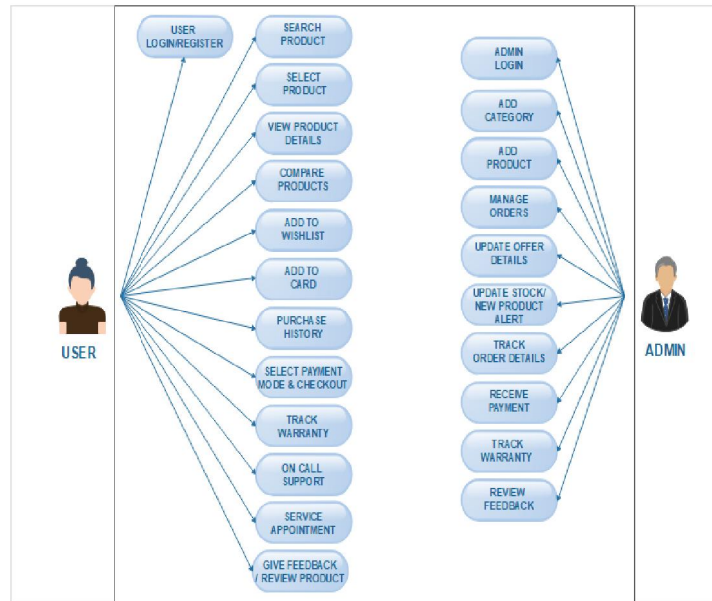 USER
LOGIN/REGISTER
SEARCH
PRODUCT
SELECT
PRODUCT
VIEW PRODUCT
DETAILS
COMPARE
PRODUCTS
ADD TO
WISHLIST
ADD TO
CARD
PURCHASE
HISTORY
SELECT PAYMENT
MODE & CHECKOUT
TRACK
WARRANTY
ON CALL
SUPPORT
SERVICE
APPOINTMENT
GIVE FEEDBACK
/ REVIEW PRODUCT
USER
ADMIN
LOGIN
ADD
CATEGORY
ADD
PRODUCT
MANAGE
ORDERS
UPDATE OFFER
DETAILS
UPDATE STOCK/
NEW PRODUCT
ALERT
TRACK
ORDER DETAILS
RECEIVE
PAYMENT
TRACK
WARRANTY
REVIEW
FEEDBACK
ADMIN